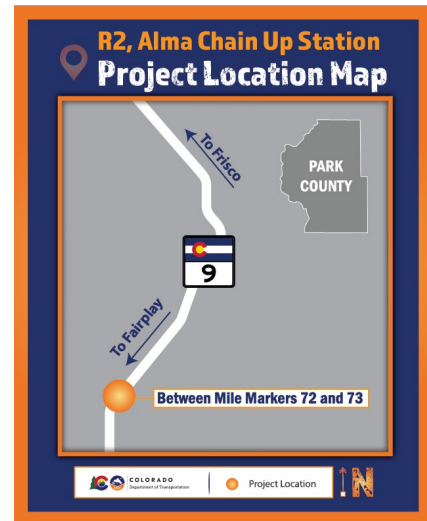 R2, Alma Chain Up Station
Project Location Map
To Frisco
PARK
COUNTY
9
To Fairplay
Between Mile Markers 72 and 73
COLORADO
Department of Transportation
Project Location
N